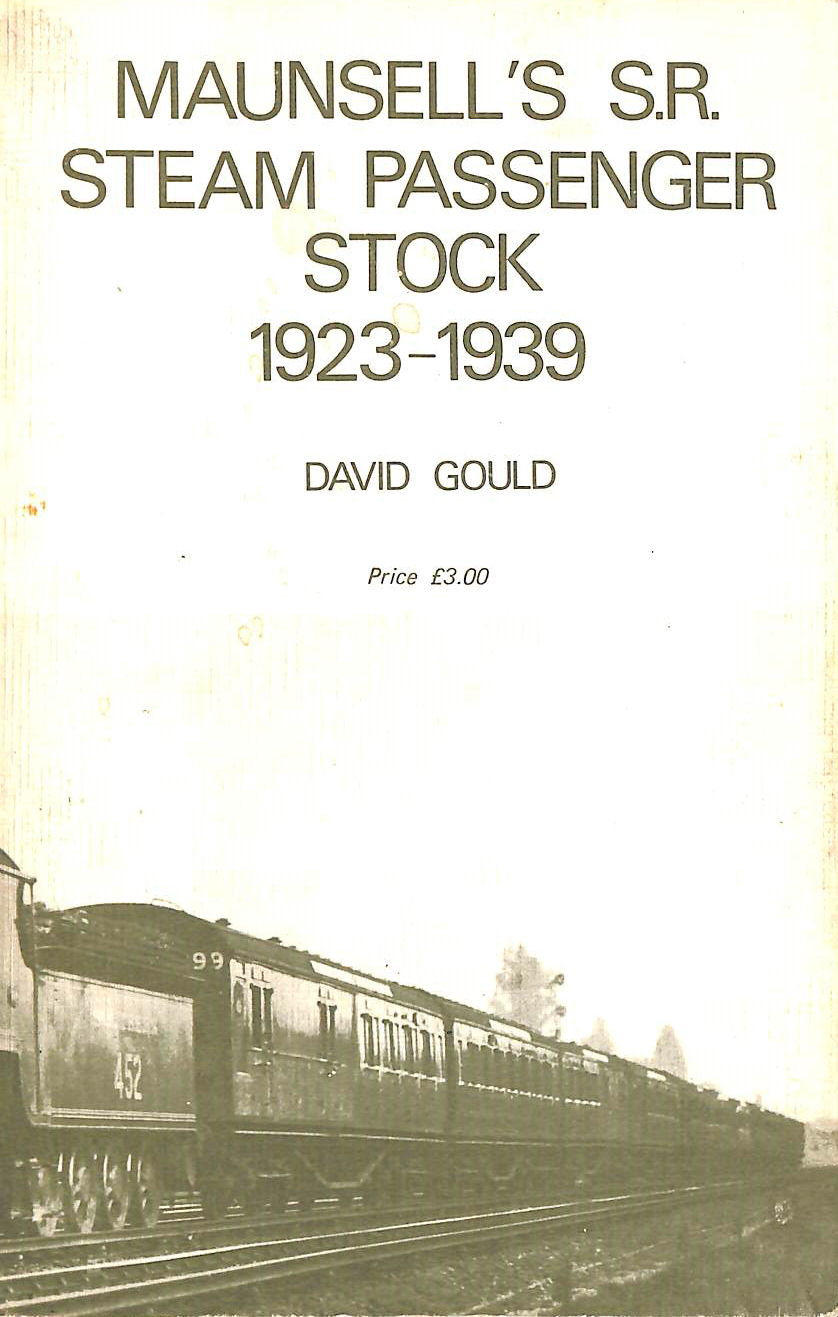 MAUNSELL'S S.R.
STEAM PASSENGER
STOCK
1923-1939
DAVID GOULD
Price £3.00
99
452